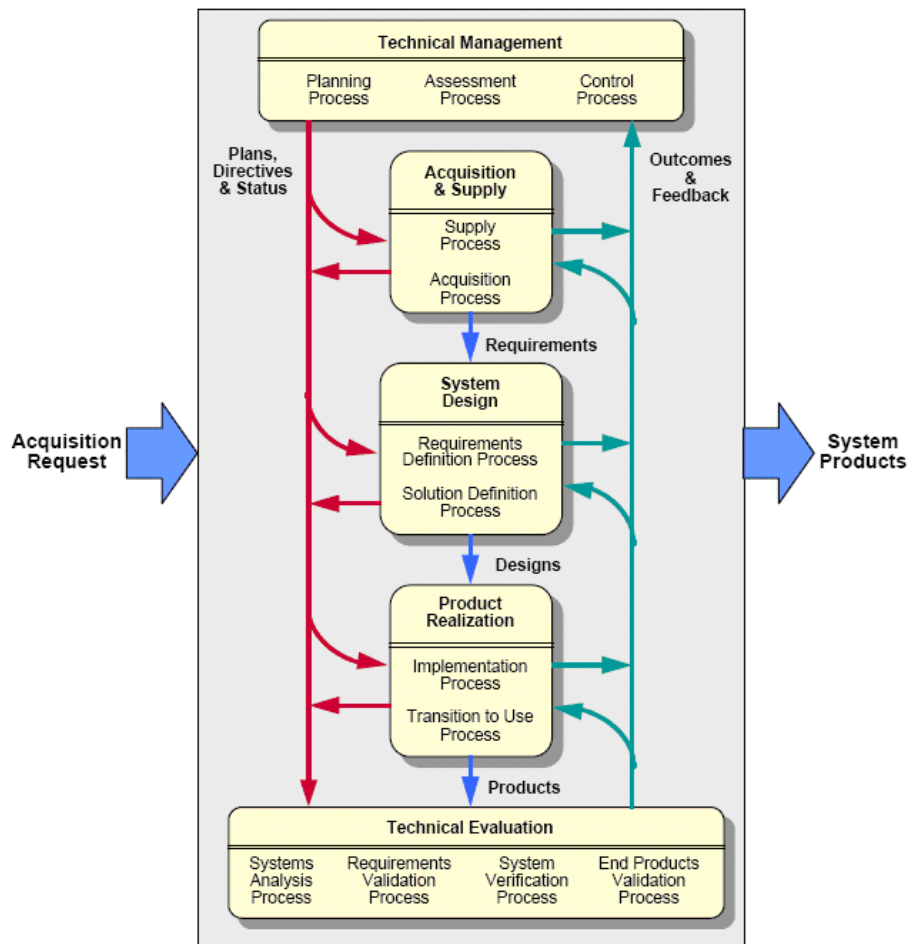 Technical Management
Planning
Process
Assessment
Process
Control
Process
Plans,
Directives
& Status
Outcomes
&
Feedback
Acquisition
& Supply
Supply
Process
Acquisition
Process
Requirements
System
Design
Requirements
Definition Process
Solution Definition
Process
Acquisition
Request
System
Products
Designs
Product
Realization
Implementation
Process
Transition to Use
Process
Products
Technical Evaluation
Systems
Analysis
Process
Requirements
Validation
Process
System
Verification
Process
End Products
Validation
Process